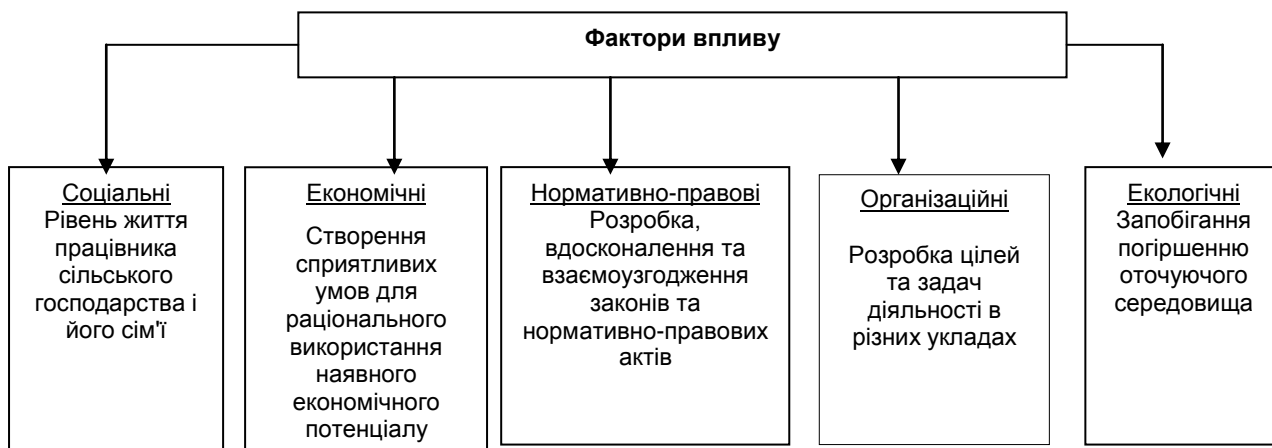 Фактори впливу
Соціальні
Рівень життя
працівника
сільського
господарства і
його сім'ї
Економічні
Створення
сприятливих
умов для
раціонального
використання
наявного
економічного
потенціалу
Нормативно-правові
Розробка,
вдосконалення та
взаємоузгодження
законів та
нормативно-правових
актів
Організаційні
Розробка цілей
та задач
діяльності в
різних укладах
Екологічні
Запобігання
погіршенню
оточуючого
середовища